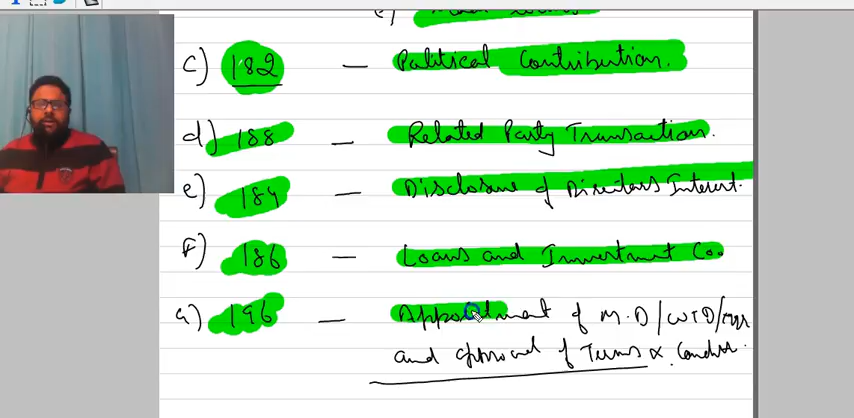 c) 182 — Political Contribution.
d) 188 — Related Party Transaction.
e) 184 — Disclosure of Directors Interest.
f) 186 — Loans and Investment Co.
g) 196 — Appointment of M.D/WTD/Mgr
and approval of Terms & Condtn.